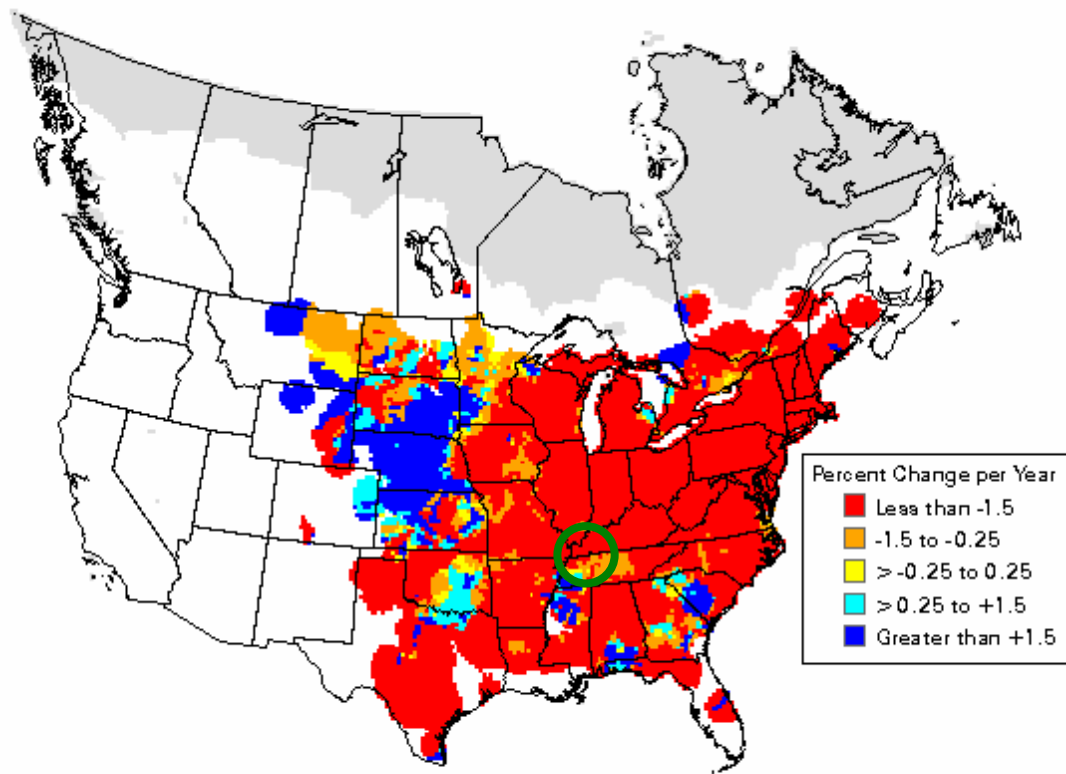 Percent Change per Year
Less than -1.5
-1.5 to -0.25
> -0.25 to 0.25
> 0.25 to +1.5
Greater than +1.5